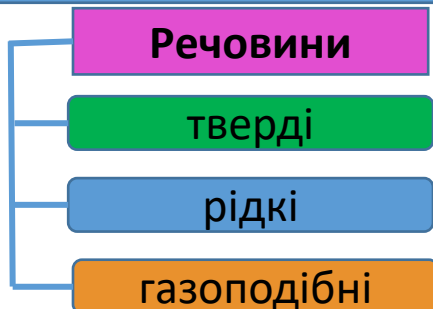 Речовини
тверді
рідкі
газоподібні